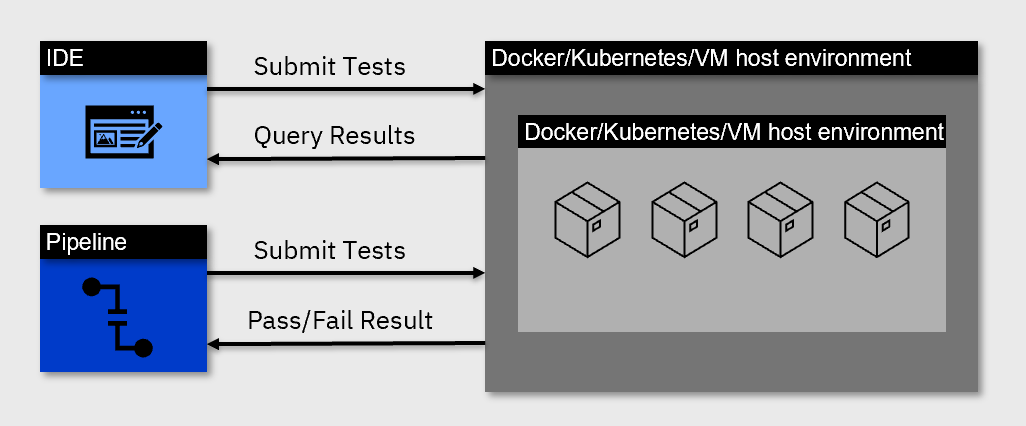 IDE
Submit Tests
Query Results
Pipeline
Submit Tests
Pass/Fail Result
Docker/Kubernetes/VM host environment
Docker/Kubernetes/VM host environment